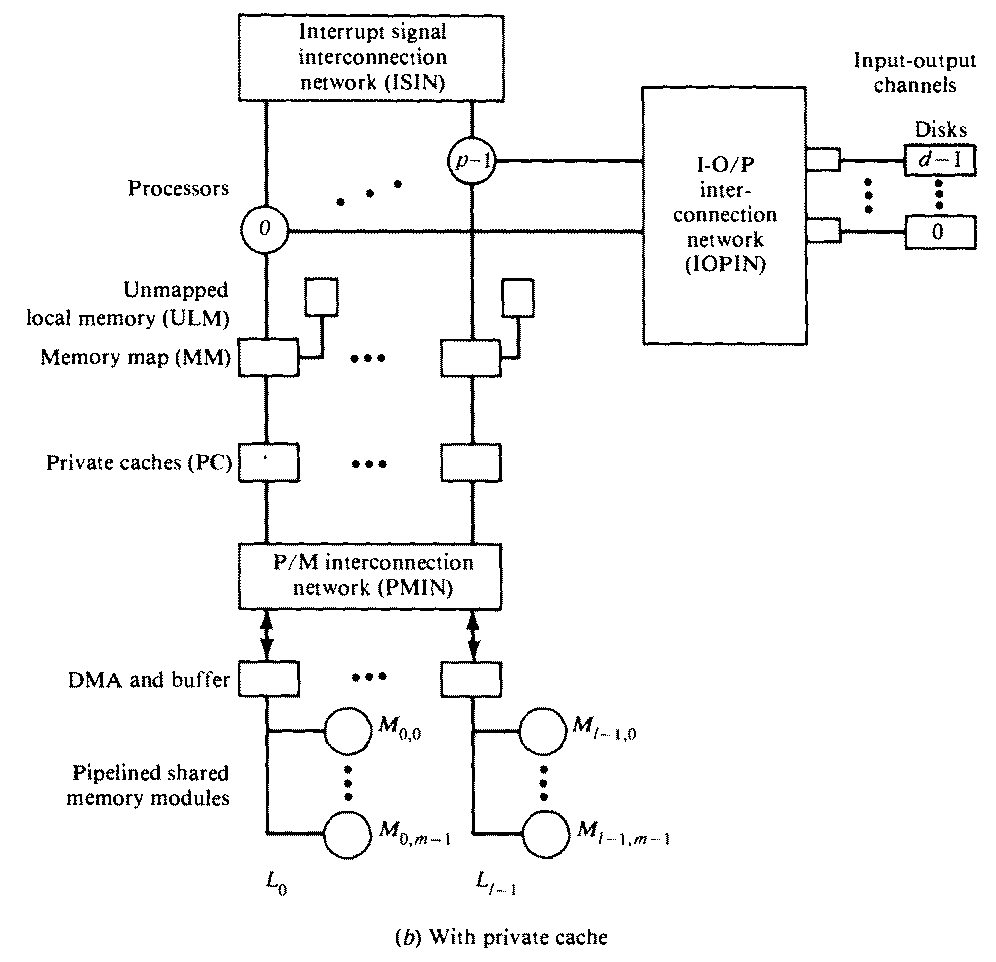 Interrupt signal
interconnection
network (ISIN)
Input-output
channels
Disks
p–1
d–1
I-O/P
inter-
connection
network
(IOPIN)
Processors
0
0
Unmapped
local memory (ULM)
Memory map (MM)
Private caches (PC)
P/M interconnection
network (PMIN)
DMA and buffer
M0,0
Ml–1,0
Pipelined shared
memory modules
M0,m–1
Ml–1,m–1
L0
Ll–1
(b) With private cache